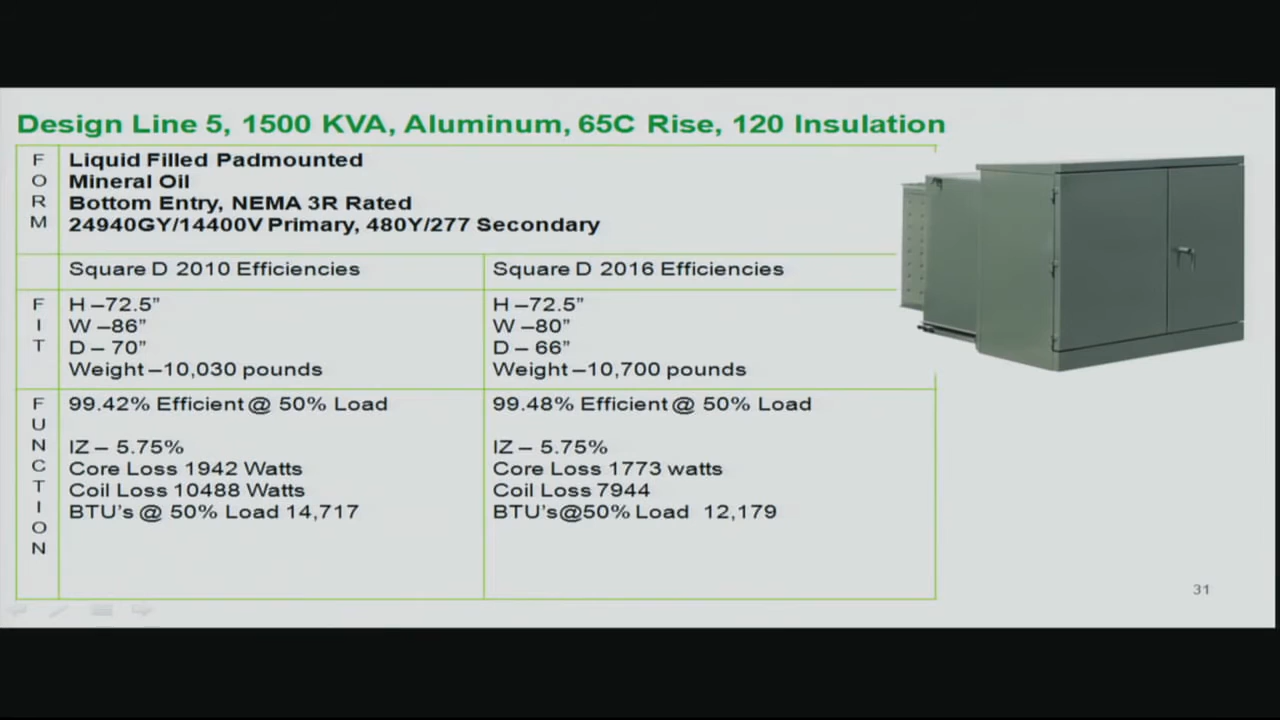 Design Line 5, 1500 KVA, Aluminum, 65C Rise, 120 Insulation
FORM
Liquid Filled Padmounted
Mineral Oil
Bottom Entry, NEMA 3R Rated
24940GY/14400V Primary, 480Y/277 Secondary
Square D 2010 Efficiencies
Square D 2016 Efficiencies
FIT
H –72.5”
W –86”
D – 70”
Weight –10,030 pounds
H –72.5”
W –80”
D – 66”
Weight –10,700 pounds
FUNCTION
99.42% Efficient @ 50% Load
IZ – 5.75%
Core Loss 1942 Watts
Coil Loss 10488 Watts
BTU’s @ 50% Load 14,717
99.48% Efficient @ 50% Load
IZ – 5.75%
Core Loss 1773 watts
Coil Loss 7944
BTU’s@50% Load 12,179
31